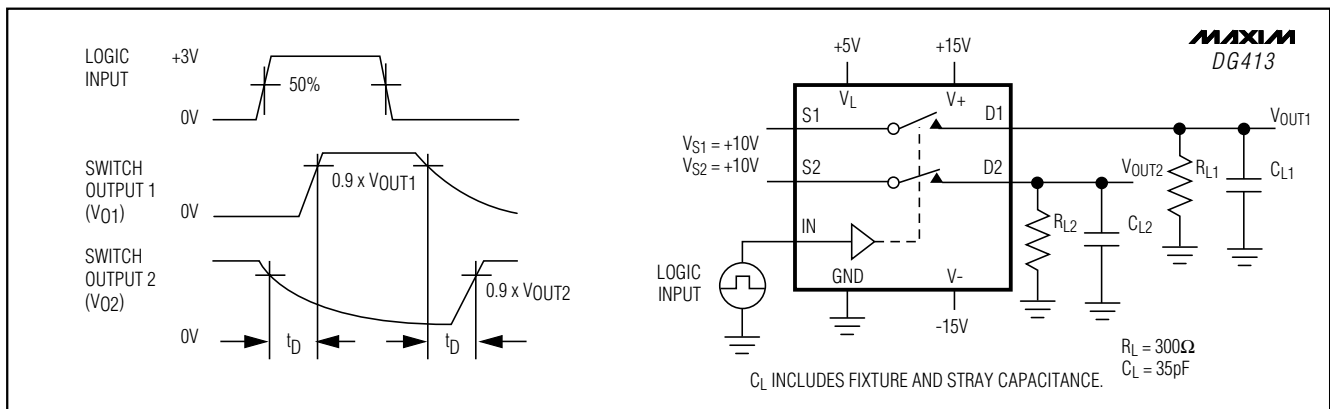 LOGIC
INPUT
+3V
50%
0V
SWITCH
OUTPUT 1
(VO1)
0.9 x VOUT1
0V
SWITCH
OUTPUT 2
(VO2)
0.9 x VOUT2
0V
tD
tD
+5V
+15V
MAXIM
DG413
VL
V+
S1
D1
VOUT1
VS1 = +10V
VS2 = +10V
S2
D2
VOUT2
RL1
CL1
RL2
CL2
IN
LOGIC
INPUT
GND
V-
-15V
RL = 300Ω
CL = 35pF
CL INCLUDES FIXTURE AND STRAY CAPACITANCE.